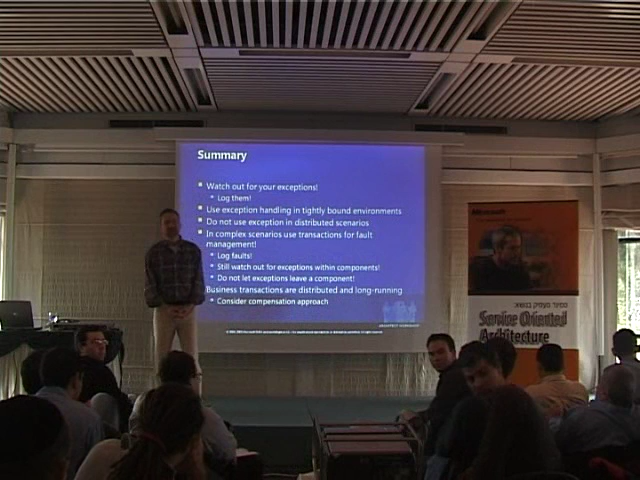 Summary
Watch out for your exceptions!
Log them!
Use exception handling in tightly bound environments
Do not use exception in distributed scenarios
In complex scenarios use transactions for fault
management!
Log faults!
Still watch out for exceptions within components!
Do not let exceptions leave a component!
Business transactions are distributed and long-running
Consider compensation approach
Microsoft
Service Oriented
Architecture